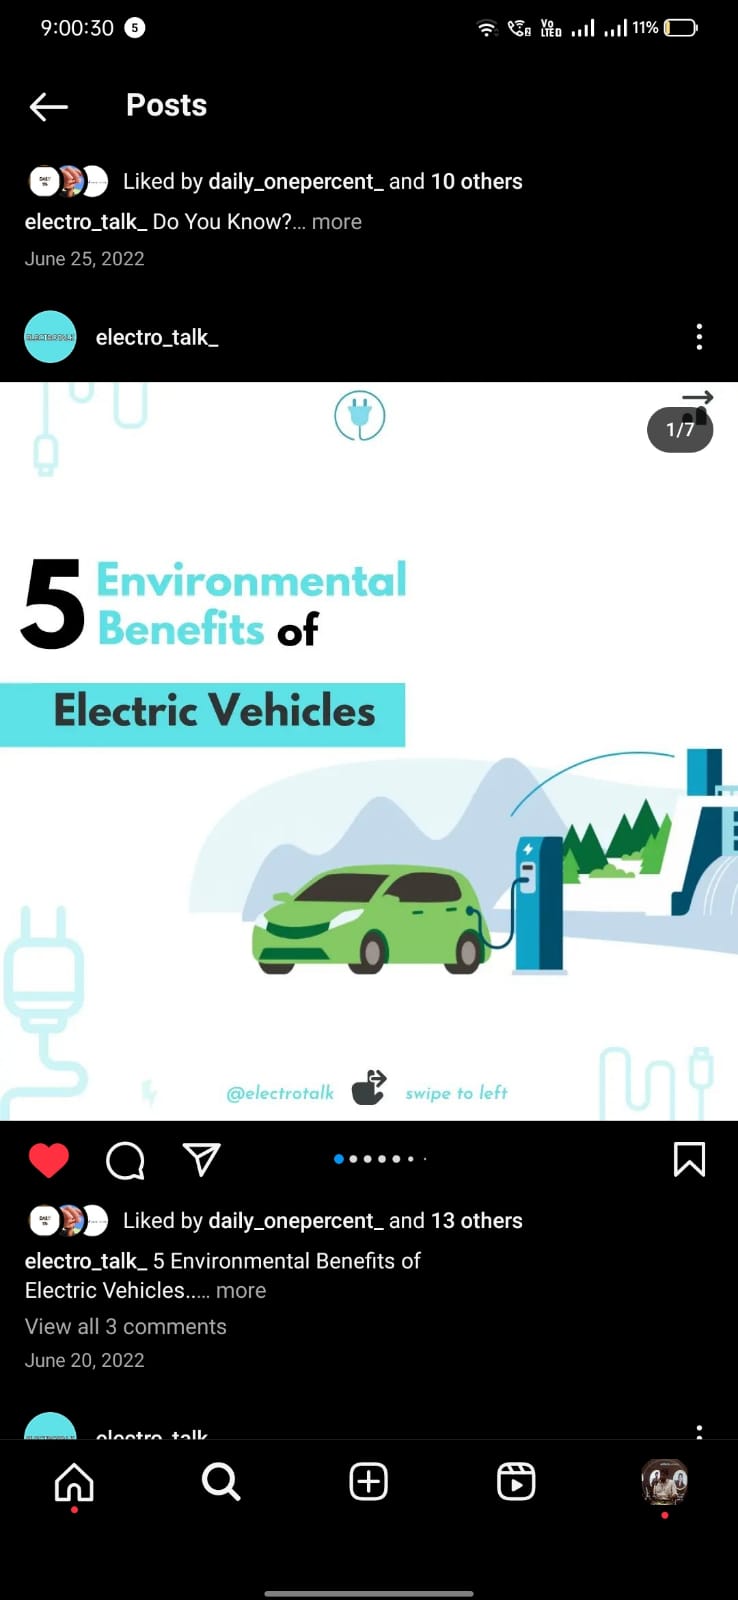 9:00:30 5 Vo LTED 11%
Posts
Liked by daily_onepercent_ and 10 others
electro_talk_ Do You Know?... more
June 25, 2022
electro_talk_
1/7
5 Environmental
Benefits of
Electric Vehicles
@electrotalk swipe to left
Liked by daily_onepercent_ and 13 others
electro_talk_ 5 Environmental Benefits of
Electric Vehicles..... more
View all 3 comments
June 20, 2022
electro_talk_